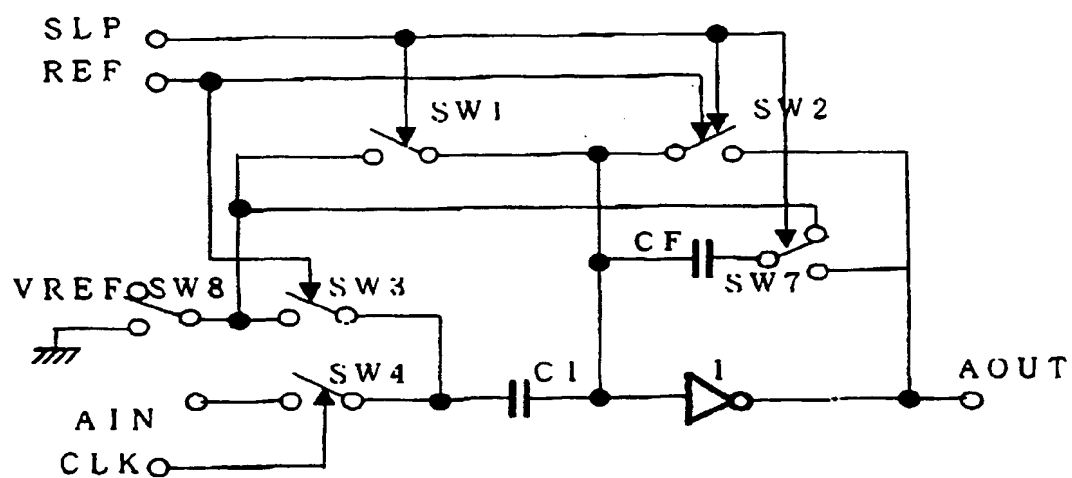 SLP
REF
SW1
SW2
CF
SW7
VREF
SW8
SW3
SW4
C1
1
AOUT
AIN
CLK